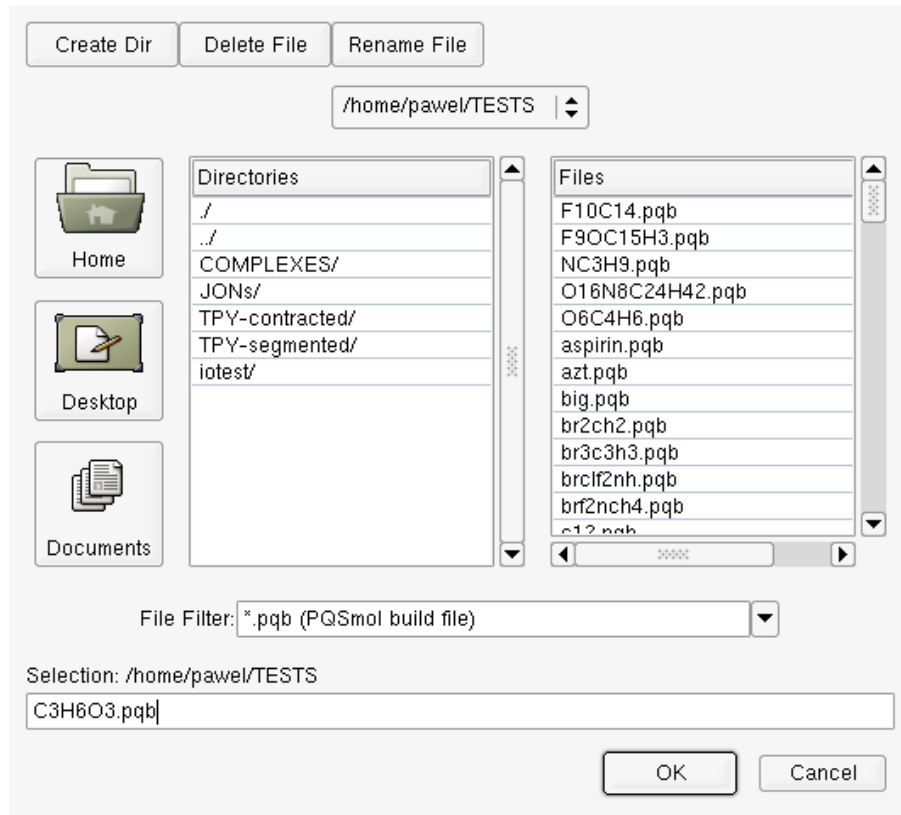 Create Dir
Delete File
Rename File
/home/pawel/TESTS
Home
Desktop
Documents
Directories
./
../
COMPLEXES/
JONs/
TPY-contracted/
TPY-segmented/
iotest/
Files
F10C14.pqb
F9OC15H3.pqb
NC3H9.pqb
O16N8C24H42.pqb
O6C4H6.pqb
aspirin.pqb
azt.pqb
big.pqb
br2ch2.pqb
br3c3h3.pqb
brclf2nh.pqb
brf2nch4.pqb
c12.pqb
File Filter: *.pqb (PQSmol build file)
Selection: /home/pawel/TESTS
C3H6O3.pqb
OK
Cancel